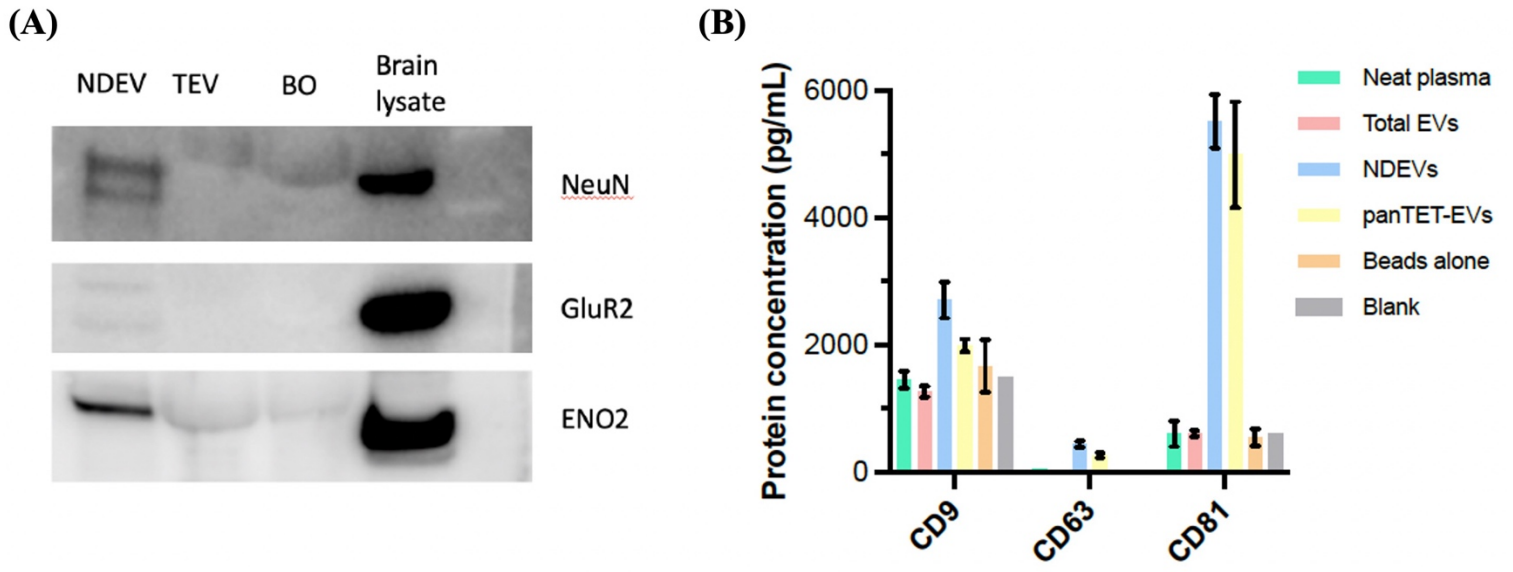 (A)
NDEV TEV BO Brain
lysate
NeuN
GluR2
ENO2
(B)
Protein concentration (pg/mL)
6000
4000
2000
0
CD9
CD63
CD81
Neat plasma
Total EVs
NDEVs
panTET-EVs
Beads alone
Blank